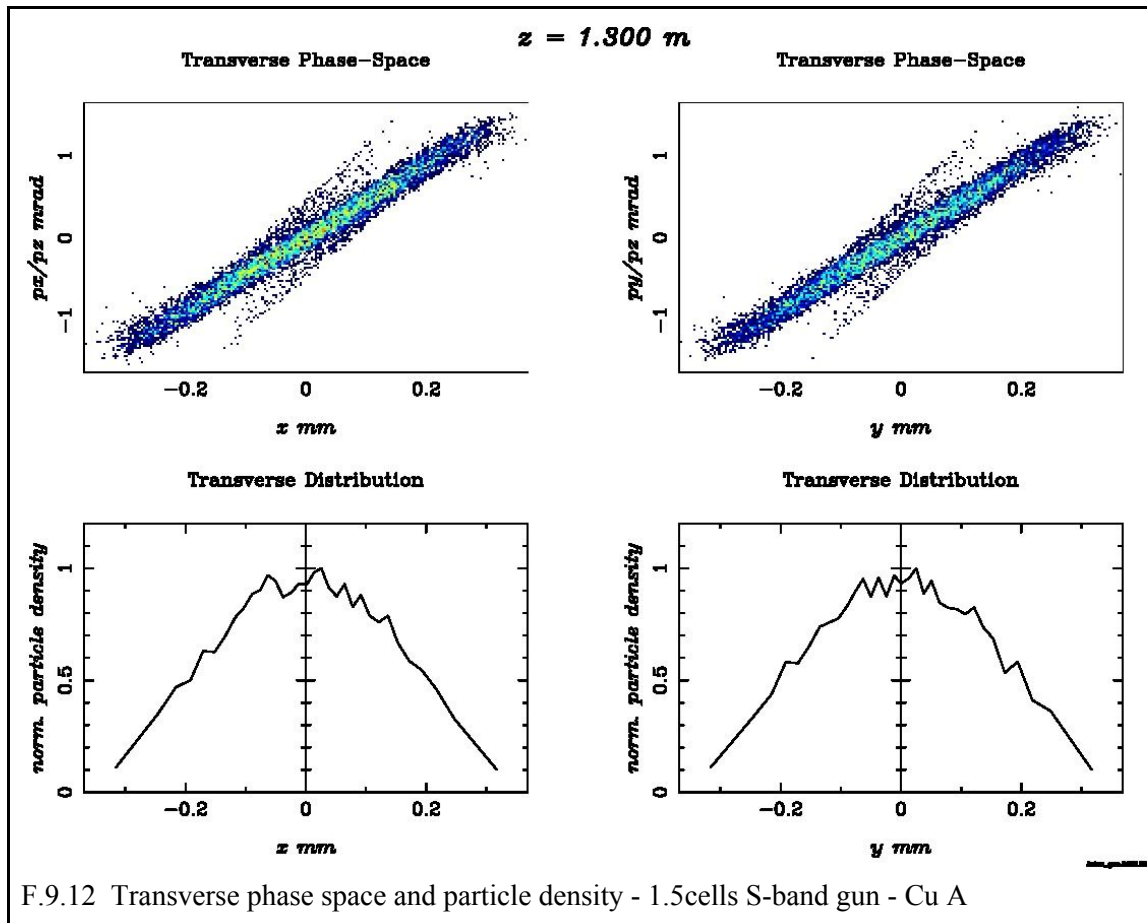 z = 1.300 m
Transverse Phase-Space
Transverse Phase-Space
px/pz mrad
1
0
−1
−0.2
0
0.2
x mm
py/pz mrad
1
0
−1
−0.2
0
0.2
y mm
Transverse Distribution
Transverse Distribution
norm. particle density
1
0.5
0
−0.2
0
0.2
x mm
norm. particle density
1
0.5
0
−0.2
0
0.2
y mm
F.9.12 Transverse phase space and particle density - 1.5cells S-band gun - Cu A